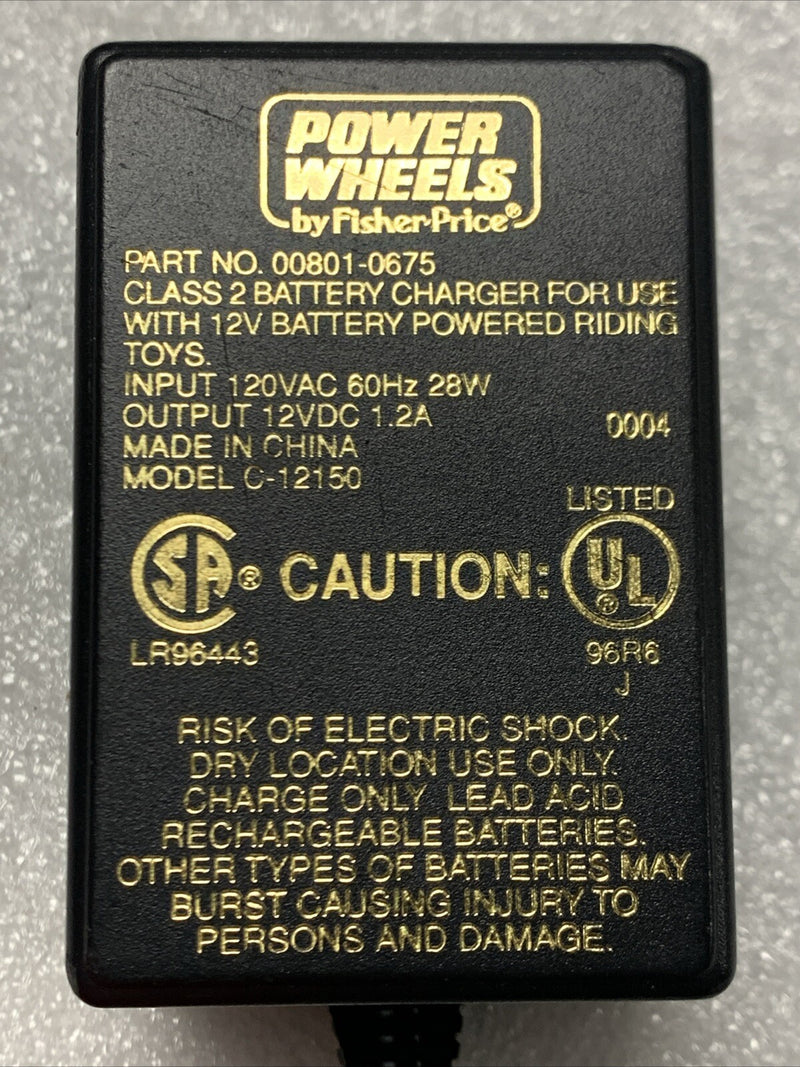 POWER
WHEELS
by Fisher-Price®
PART NO. 00801-0675
CLASS 2 BATTERY CHARGER FOR USE
WITH 12V BATTERY POWERED RIDING
TOYS.
INPUT 120VAC 60Hz 28W
OUTPUT 12VDC 1.2A
0004
MADE IN CHINA
MODEL C-12150
LISTED
SA® CAUTION: UL®
LR96443
96R6
J
RISK OF ELECTRIC SHOCK.
DRY LOCATION USE ONLY.
CHARGE ONLY LEAD ACID
RECHARGEABLE BATTERIES.
OTHER TYPES OF BATTERIES MAY
BURST CAUSING INJURY TO
PERSONS AND DAMAGE.